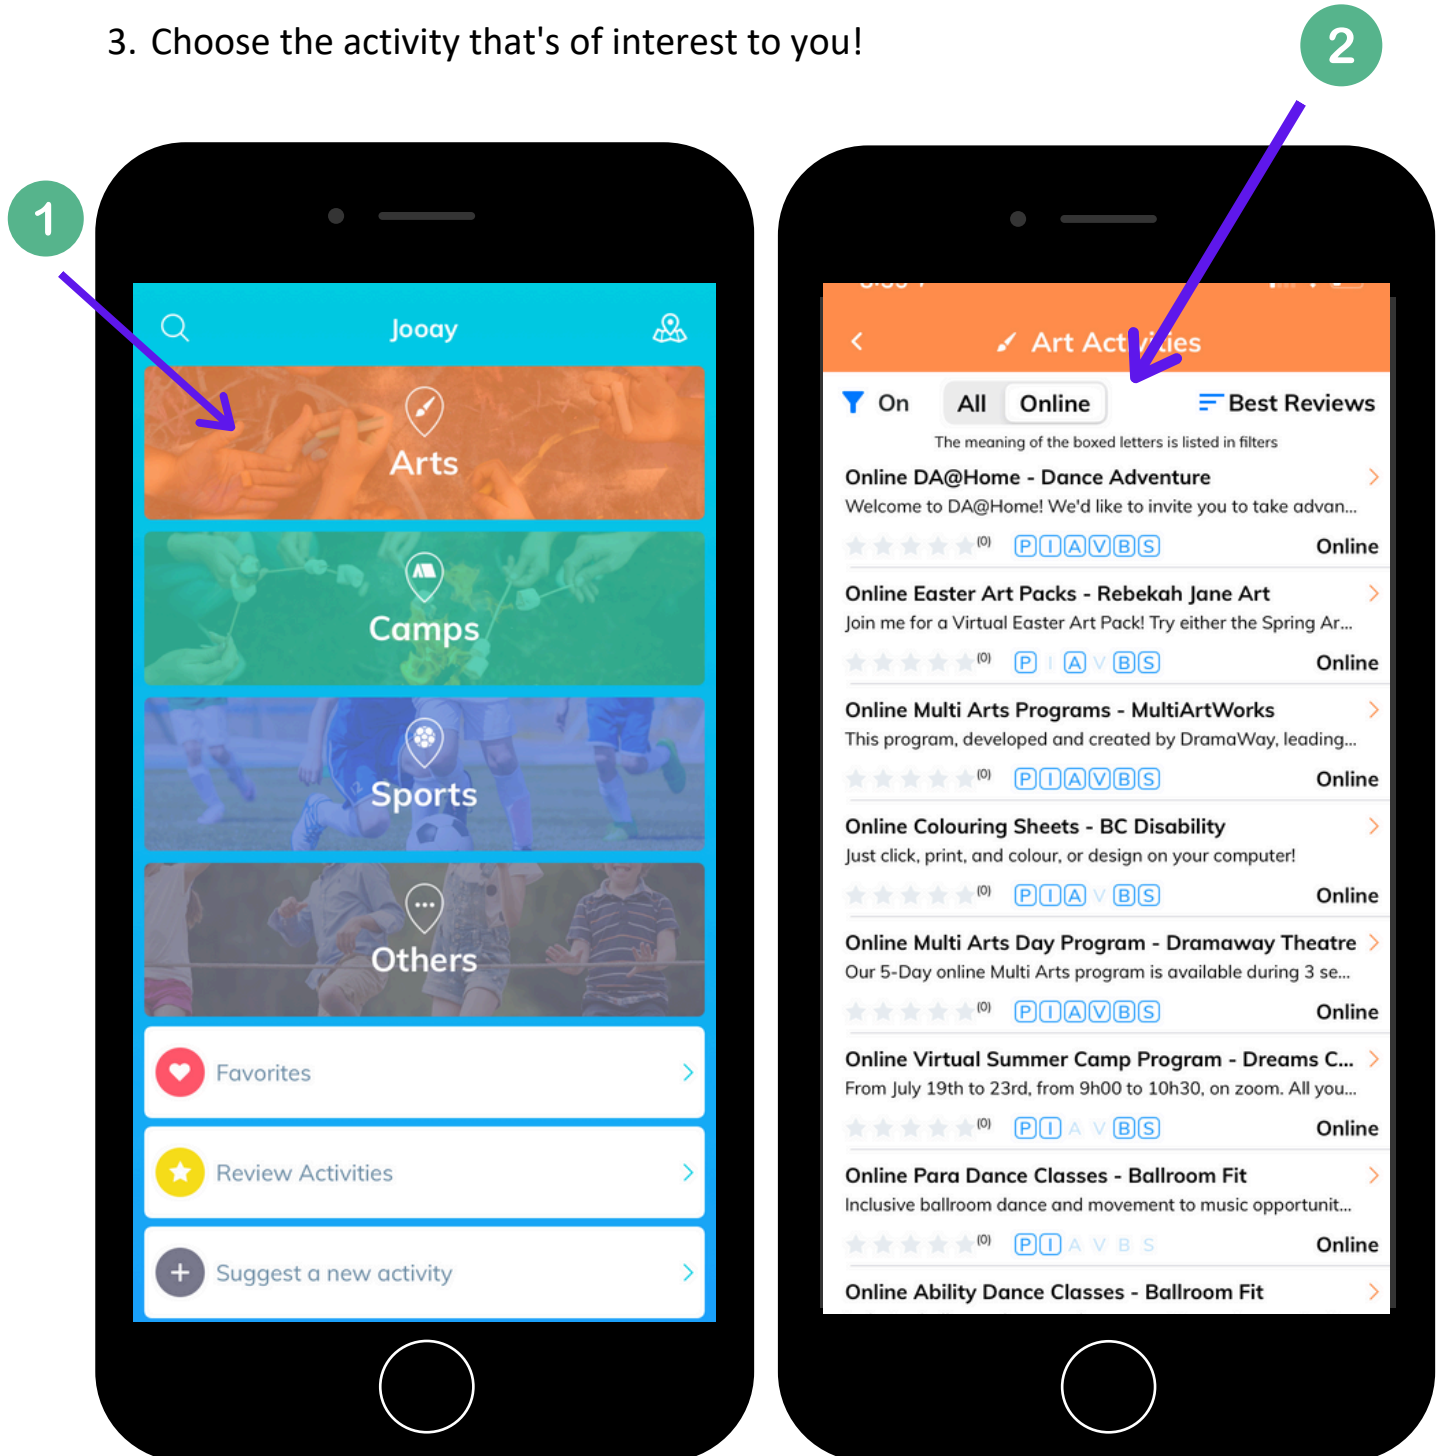 3. Choose the activity that's of interest to you!
2
1
Jooay
Arts
Camps
Sports
Others
Favorites
Review Activities
Suggest a new activity
Art Activities
On All Online Best Reviews
The meaning of the boxed letters is listed in filters
Online DA@Home - Dance Adventure
Welcome to DA@Home! We'd like to invite you to take advan...
(0) P I A V B S Online
Online Easter Art Packs - Rebekah Jane Art
Join me for a Virtual Easter Art Pack! Try either the Spring Ar...
(0) P I A V B S Online
Online Multi Arts Programs - MultiArtWorks
This program, developed and created by DramaWay, leading...
(0) P I A V B S Online
Online Colouring Sheets - BC Disability
Just click, print, and colour, or design on your computer!
(0) P I A V B S Online
Online Multi Arts Day Program - Dramaway Theatre
Our 5-Day online Multi Arts program is available during 3 se...
(0) P I A V B S Online
Online Virtual Summer Camp Program - Dreams C...
From July 19th to 23rd, from 9h00 to 10h30, on zoom. All you...
(0) P I A V B S Online
Online Para Dance Classes - Ballroom Fit
Inclusive ballroom dance and movement to music opportunit...
(0) P I A V B S Online
Online Ability Dance Classes - Ballroom Fit